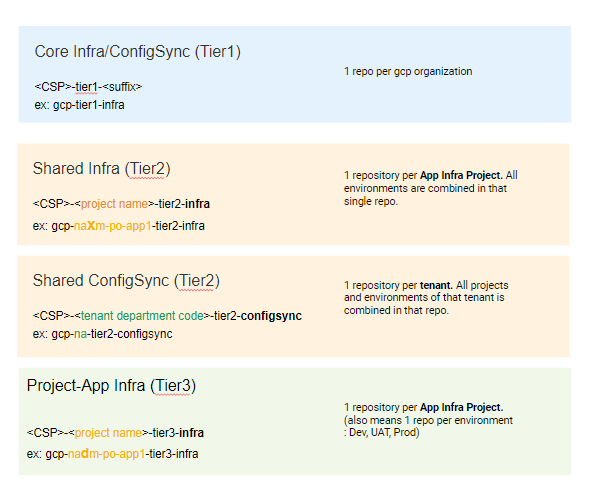 Core Infra/ConfigSync (Tier1)
1 repo per gcp organization
<CSP>-tier1-<suffix>
ex: gcp-tier1-infra
Shared Infra (Tier2)
1 repository per App Infra Project. All
environments are combined in that
single repo.
<CSP>-<project name>-tier2-infra
ex: gcp-naXm-po-app1-tier2-infra
Shared ConfigSync (Tier2)
1 repository per tenant. All projects
and environments of that tenant is
combined in that repo.
<CSP>-<tenant department code>-tier2-configsync
ex: gcp-na-tier2-configsync
Project-App Infra (Tier3)
1 repository per App Infra Project.
(also means 1 repo per environment
: Dev, UAT, Prod)
<CSP>-<project name>-tier3-infra
ex: gcp-nadm-po-app1-tier3-infra